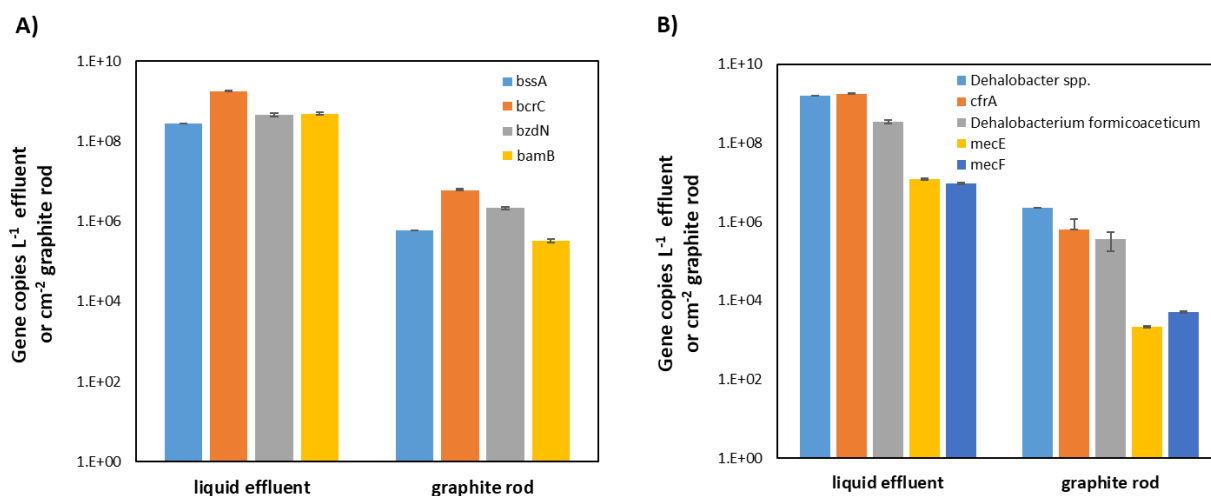 A)
Gene copies L-1 effluent
or cm-2 graphite rod
1.E+10
1.E+08
1.E+06
1.E+04
1.E+02
1.E+00
bssA
bcrC
bzdN
bamB
liquid effluent
graphite rod
B)
Gene copies L-1 effluent
or cm-2 graphite rod
1.E+10
1.E+08
1.E+06
1.E+04
1.E+02
1.E+00
Dehalobacter spp.
cfrA
Dehalobacterium formicoaceticum
mecE
mecF
liquid effluent
graphite rod